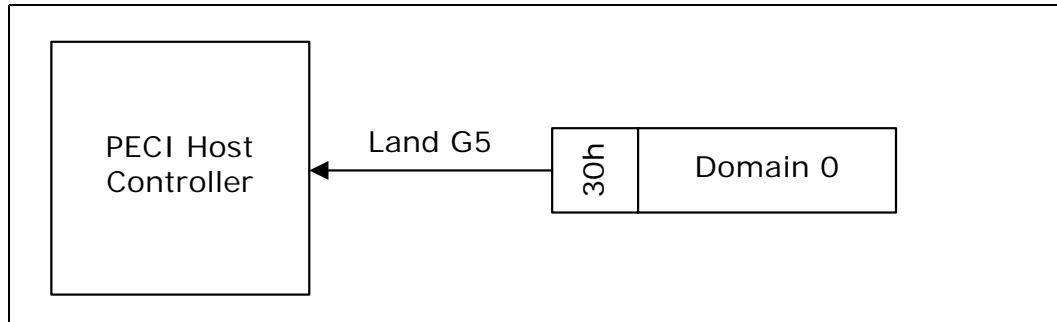 PECI Host
Controller
Land G5
30h
Domain 0